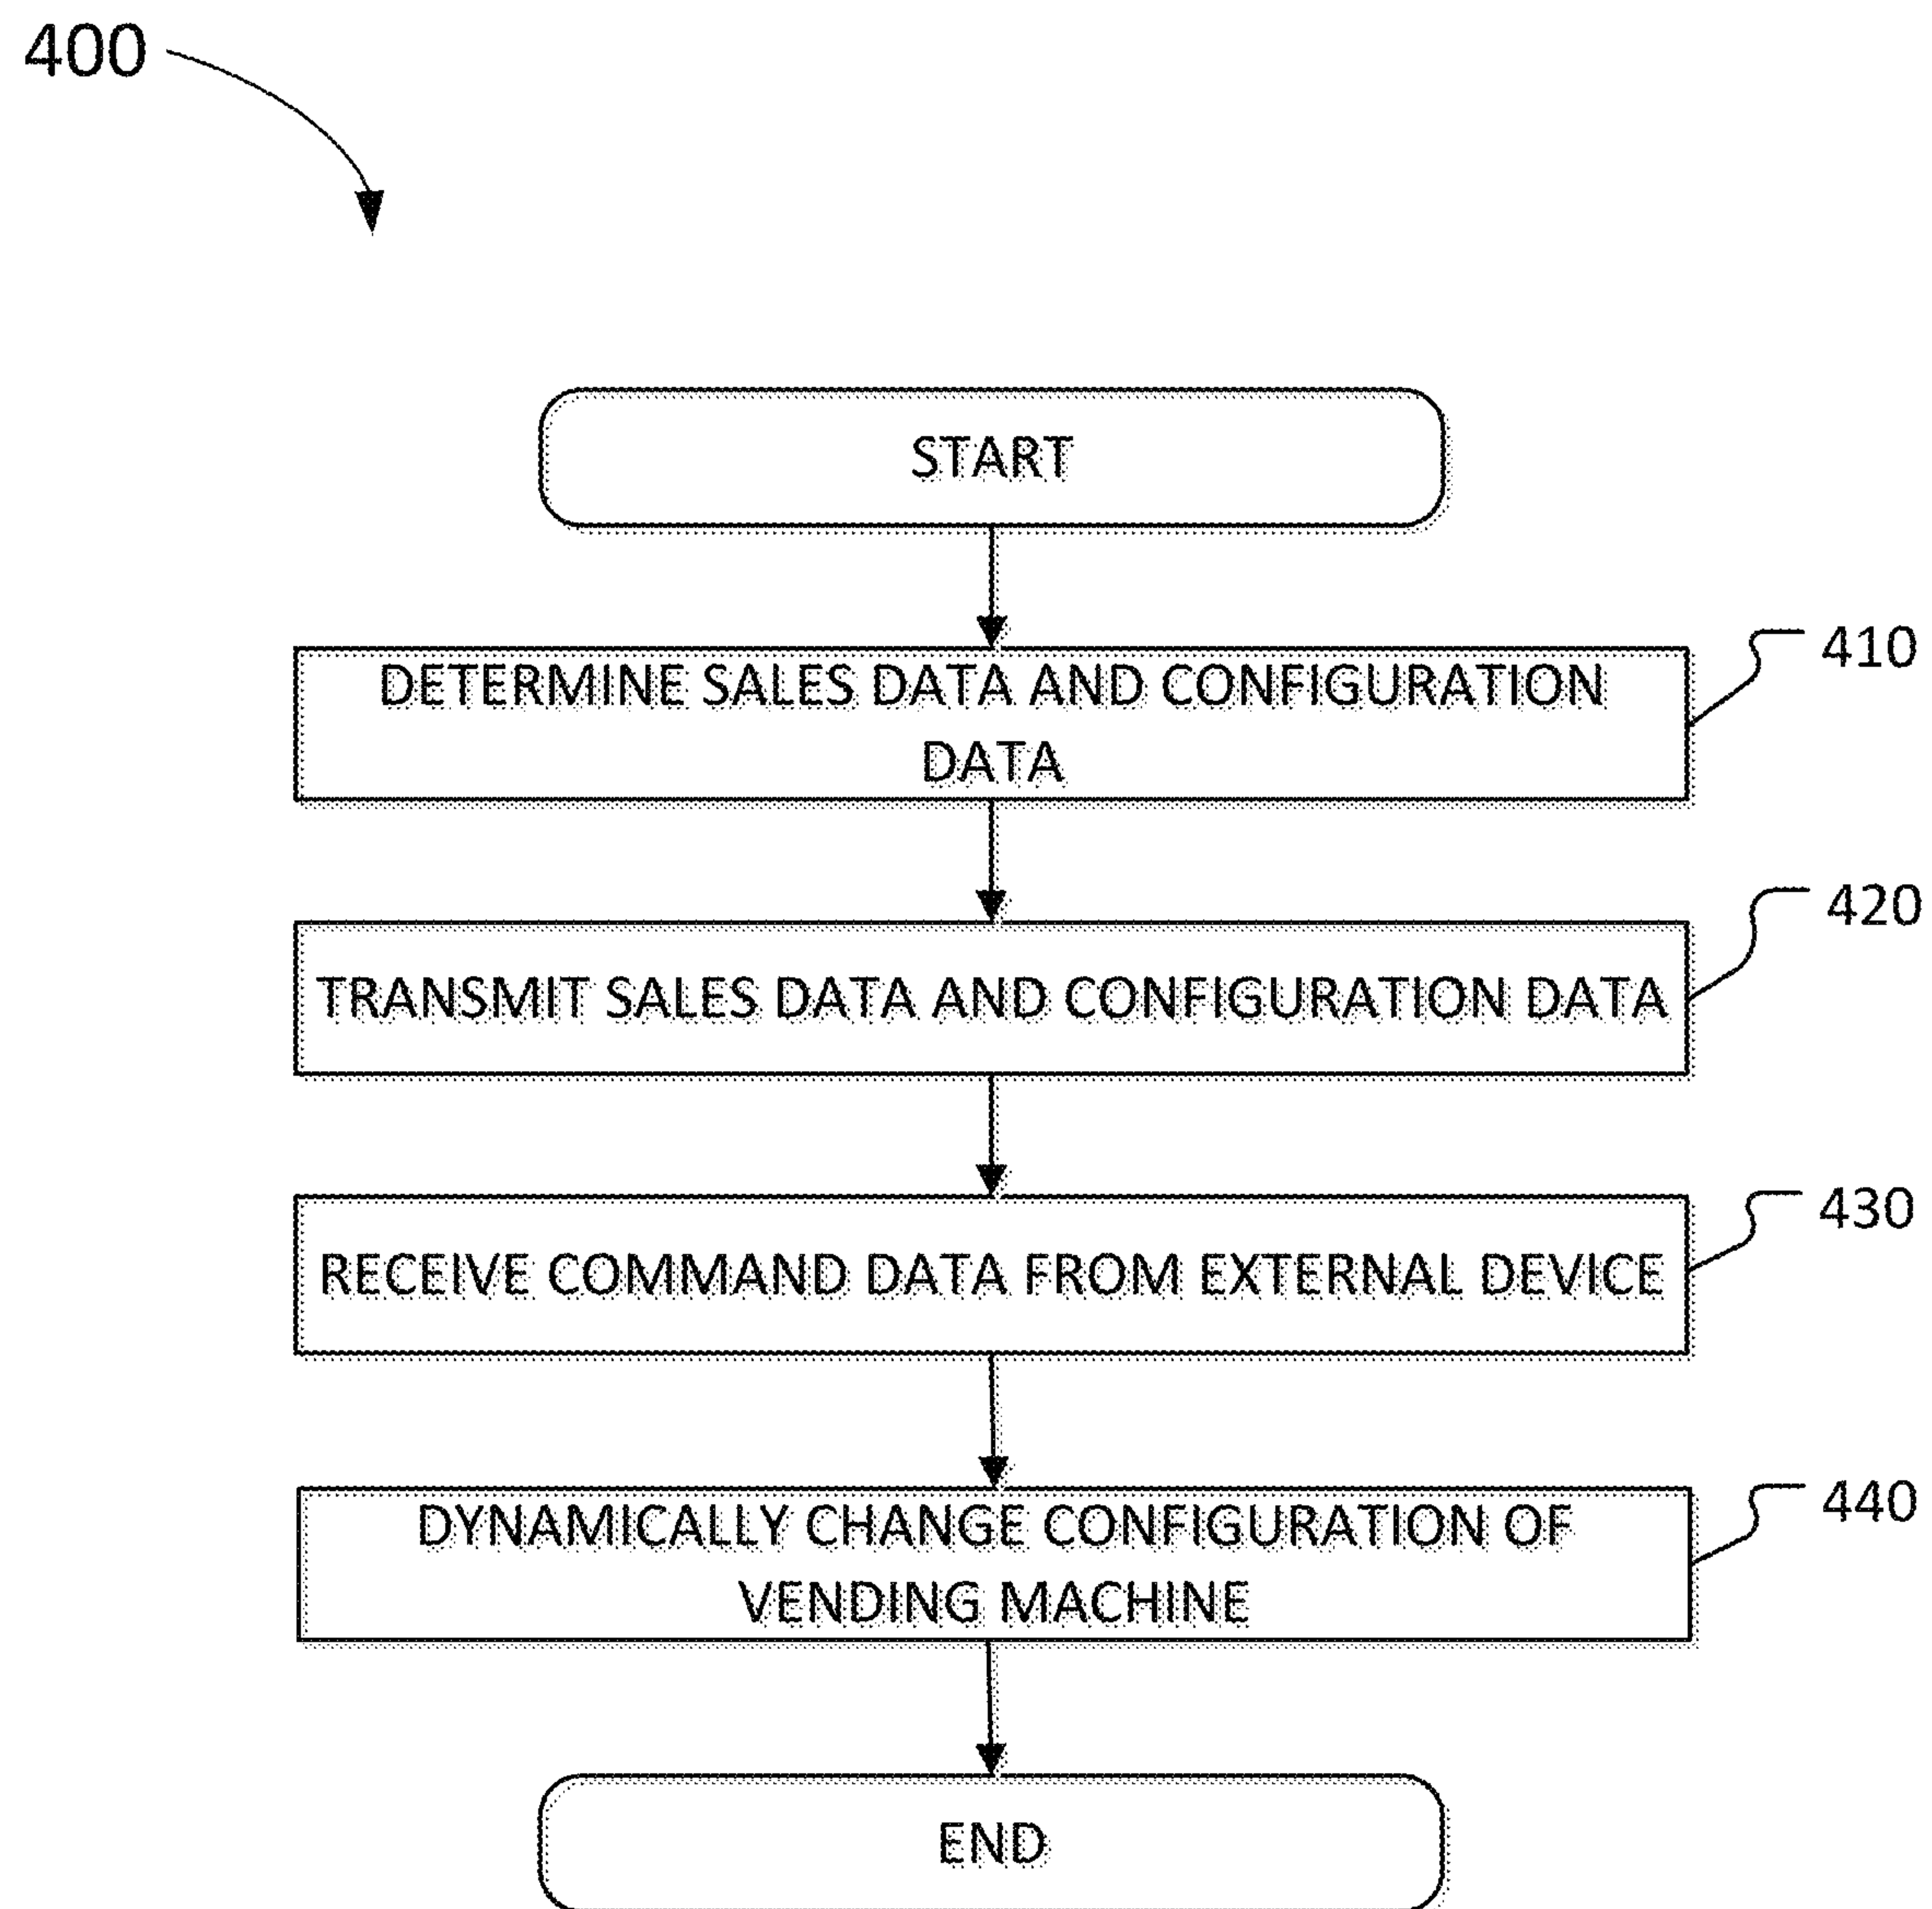 400
START
DETERMINE SALES DATA AND CONFIGURATION
DATA
410
TRANSMIT SALES DATA AND CONFIGURATION DATA
420
RECEIVE COMMAND DATA FROM EXTERNAL DEVICE
430
DYNAMICALLY CHANGE CONFIGURATION OF
VENDING MACHINE
440
END